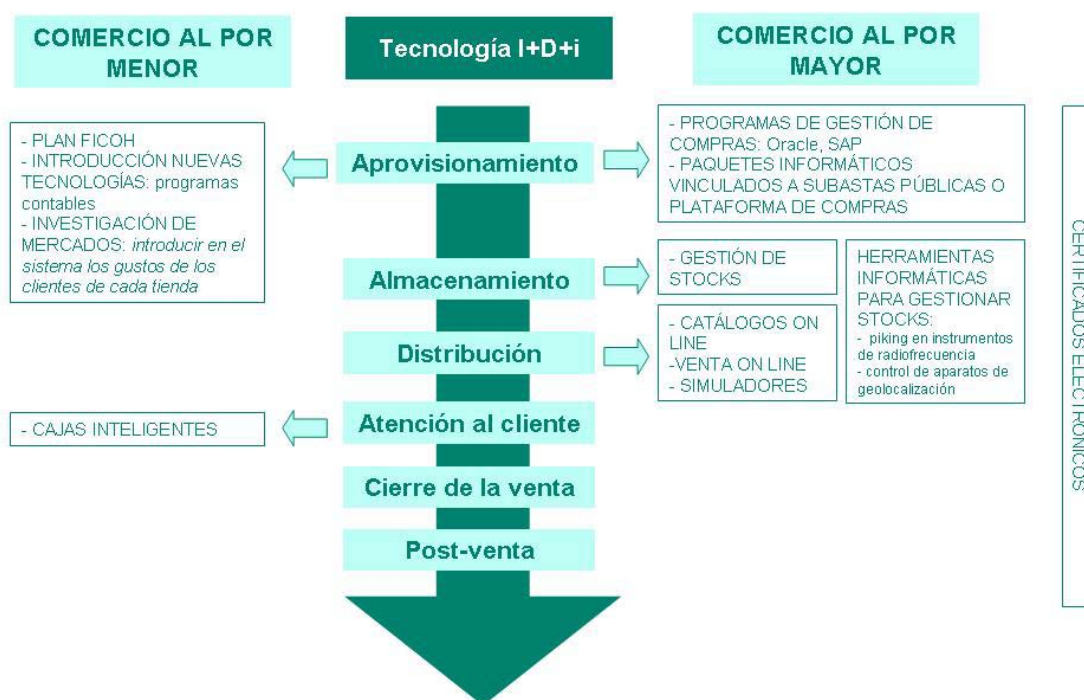 COMERCIO AL POR
MENOR
Tecnología I+D+i
COMERCIO AL POR
MAYOR
- PLAN FICOH
- INTRODUCCIÓN NUEVAS
TECNOLOGÍAS: programas
contables
- INVESTIGACIÓN DE
MERCADOS: introducir en el
sistema los gustos de los
clientes de cada tienda
Aprovisionamiento
- PROGRAMAS DE GESTIÓN DE
COMPRAS: Oracle, SAP
- PAQUETES INFORMÁTICOS
VINCULADOS A SUBASTAS PÚBLICAS O
PLATAFORMA DE COMPRAS
Almacenamiento
- GESTIÓN DE
STOCKS
HERRAMIENTAS
INFORMÁTICAS
PARA GESTIONAR
STOCKS:
- piking en instrumentos
de radiofrecuencia
- control de aparatos de
geolocalización
Distribución
- CATÁLOGOS ON
LINE
-VENTA ON LINE
- SIMULADORES
- CAJAS INTELIGENTES
Atención al cliente
Cierre de la venta
Post-venta
CERTIFICADOS ELECTRÓNICOS